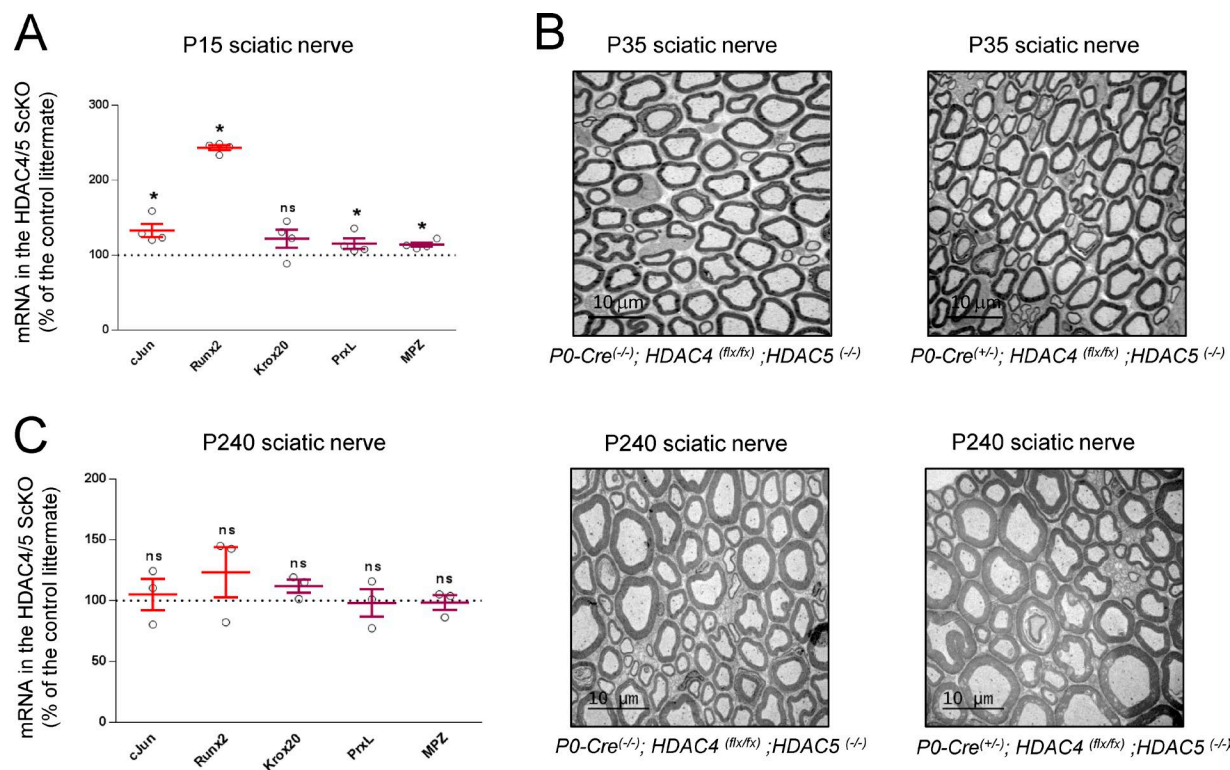 A
P15 sciatic nerve
mRNA in the HDAC4/5 ScKO
(% of the control littermate)
300
200
100
0
*
*
ns
*
*
cJun
Runx2
Krox20
PrxL
MPZ
B
P35 sciatic nerve
10 µm
P0-Cre(-/-); HDAC4 (flx/fx) ;HDAC5 (-/-)
P35 sciatic nerve
10 µm
P0-Cre(+/-); HDAC4 (flx/fx) ;HDAC5 (-/-)
C
P240 sciatic nerve
mRNA in the HDAC4/5 ScKO
(% of the control littermate)
200
150
100
50
0
ns
ns
ns
ns
ns
cJun
Runx2
Krox20
PrxL
MPZ
P240 sciatic nerve
10 µm
P0-Cre(-/-); HDAC4 (flx/fx) ;HDAC5 (-/-)
P240 sciatic nerve
10 µm
P0-Cre(+/-); HDAC4 (flx/fx) ;HDAC5 (-/-)